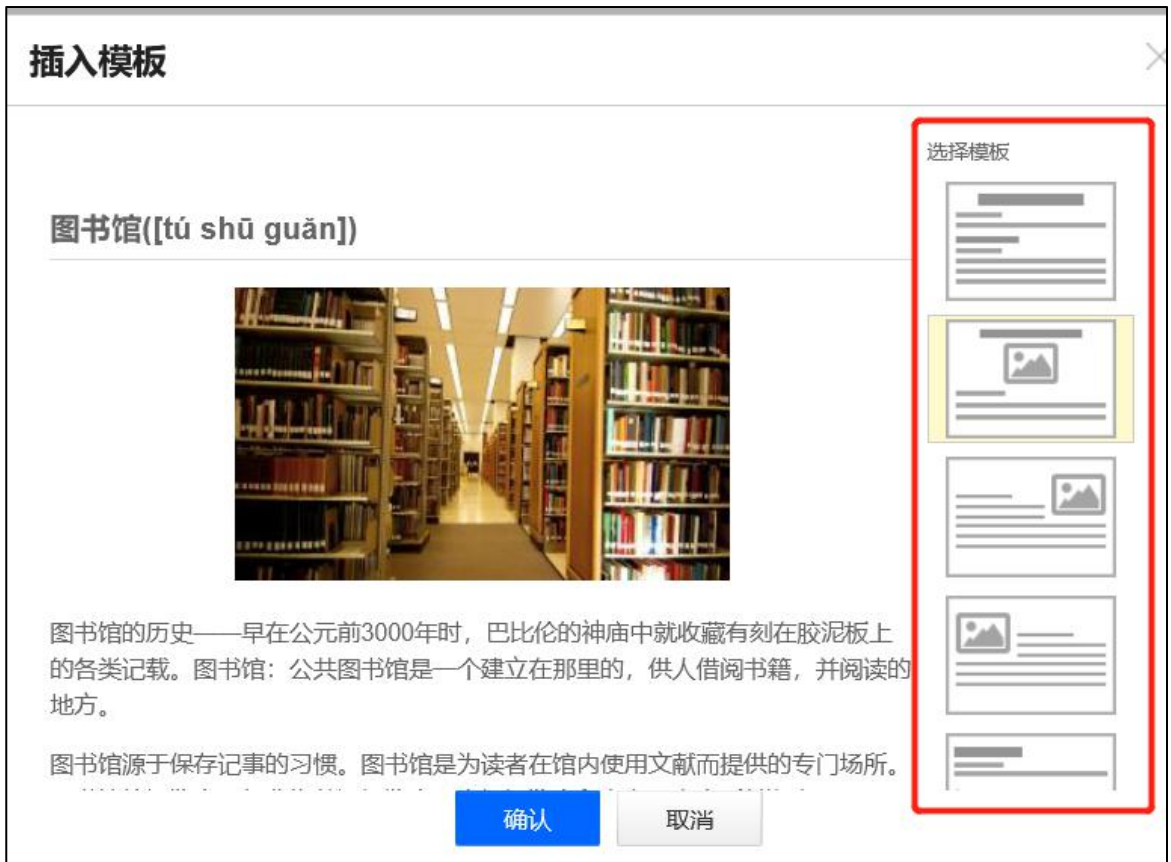 插入模板
选择模板
图书馆([tú shū guǎn])
图书馆的历史——早在公元前3000年时，巴比伦的神庙中就收藏有刻在胶泥板上
的各类记载。图书馆：公共图书馆是一个建立在那里的，供人借阅书籍，并阅读的
地方。
图书馆源于保存记事的习惯。图书馆是为读者在馆内使用文献而提供的专门场所。
确认
取消